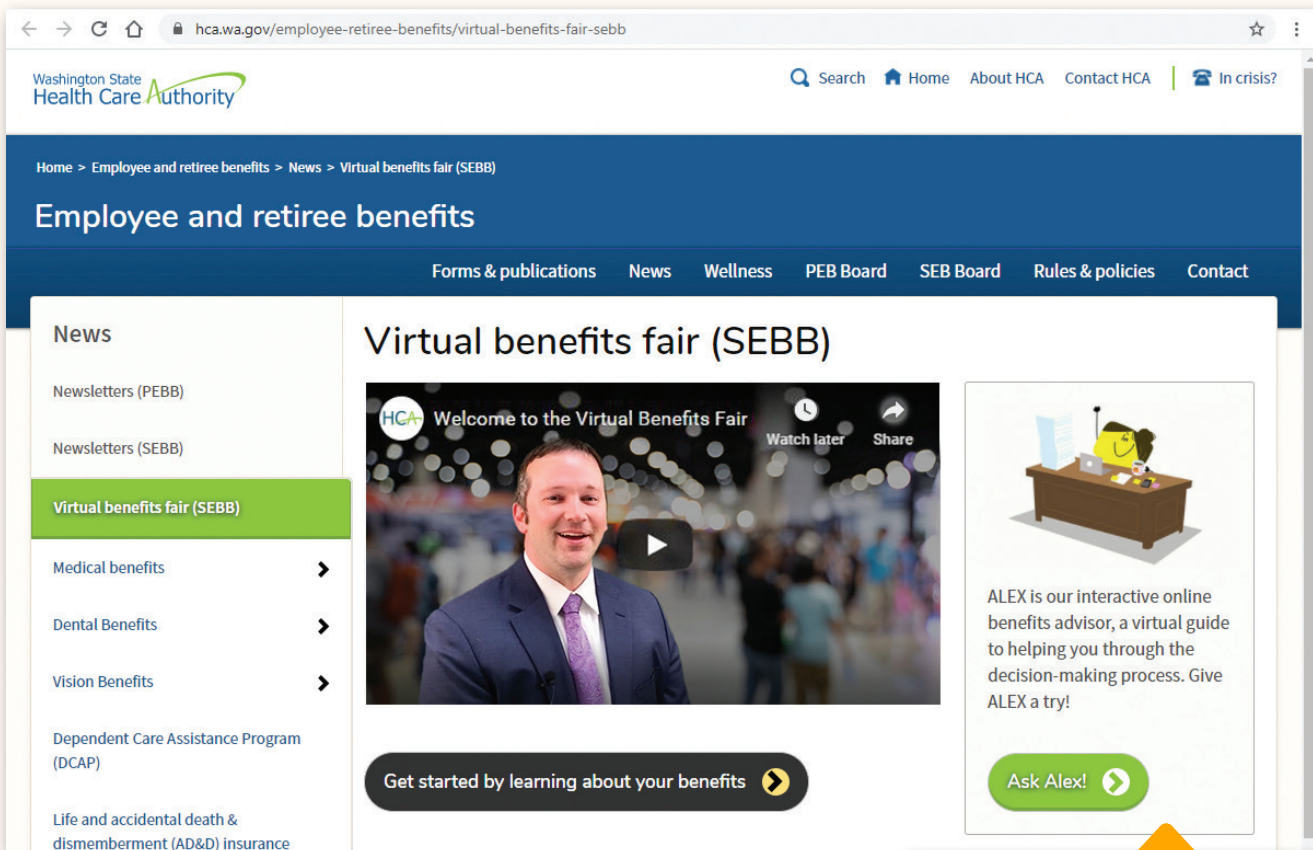 hca.wa.gov/employee-retiree-benefits/virtual-benefits-fair-sebb
Washington State
Health Care Authority
Search Home About HCA Contact HCA In crisis?
Home > Employee and retiree benefits > News > Virtual benefits fair (SEBB)
Employee and retiree benefits
Forms & publications News Wellness PEB Board SEB Board Rules & policies Contact
News
Newsletters (PEBB)
Newsletters (SEBB)
Virtual benefits fair (SEBB)
Medical benefits
Dental Benefits
Vision Benefits
Dependent Care Assistance Program
(DCAP)
Life and accidental death &
dismemberment (AD&D) insurance
Virtual benefits fair (SEBB)
HCA Welcome to the Virtual Benefits Fair
Watch later Share
Get started by learning about your benefits
ALEX is our interactive online
benefits advisor, a virtual guide
to helping you through the
decision-making process. Give
ALEX a try!
Ask Alex!